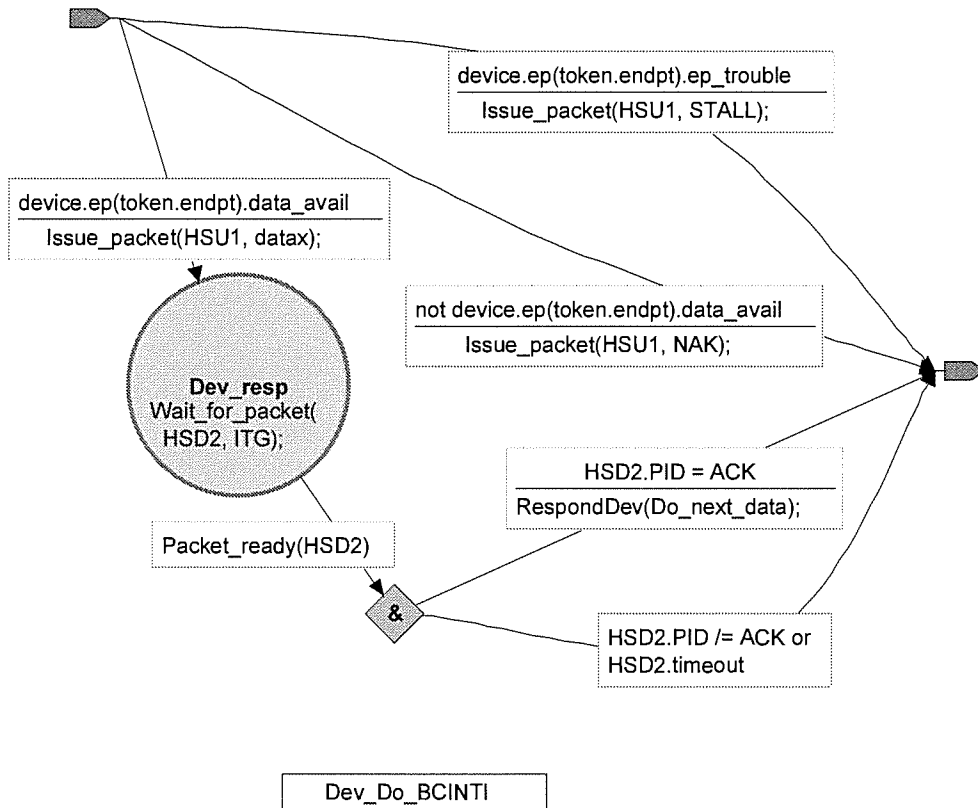 device.ep(token.endpt).ep_trouble
Issue_packet(HSU1, STALL);
device.ep(token.endpt).data_avail
Issue_packet(HSU1, datax);
not device.ep(token.endpt).data_avail
Issue_packet(HSU1, NAK);
Dev_resp
Wait_for_packet(
HSD2, ITG);
HSD2.PID = ACK
RespondDev(Do_next_data);
Packet_ready(HSD2)
&
HSD2.PID /= ACK or
HSD2.timeout
Dev_Do_BCINTI